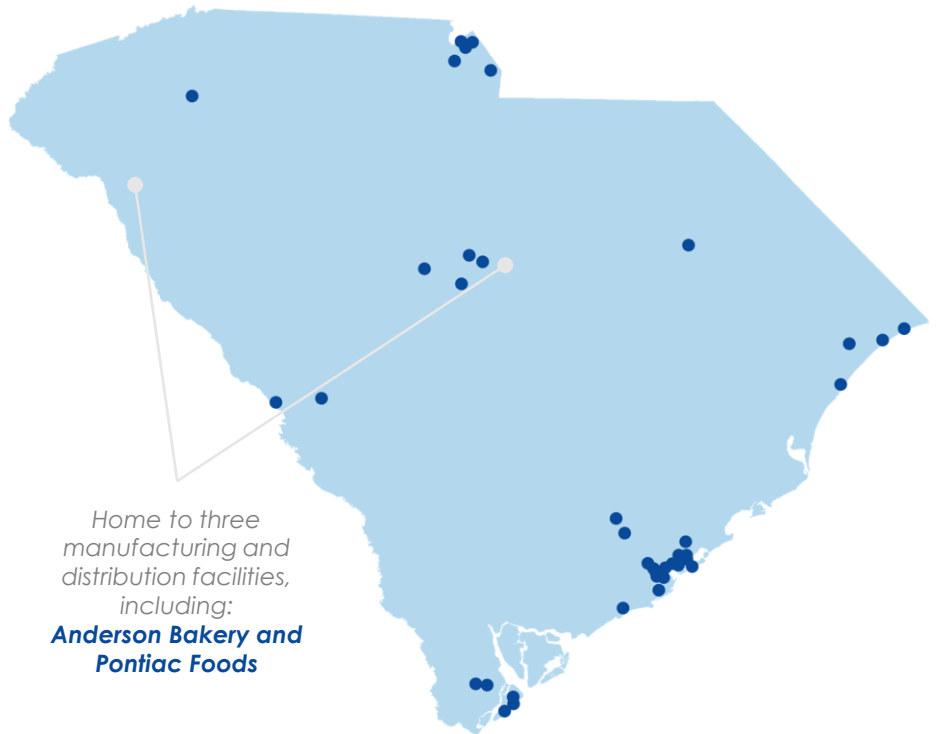 Home to three
manufacturing and
distribution facilities,
including:
Anderson Bakery and
Pontiac Foods